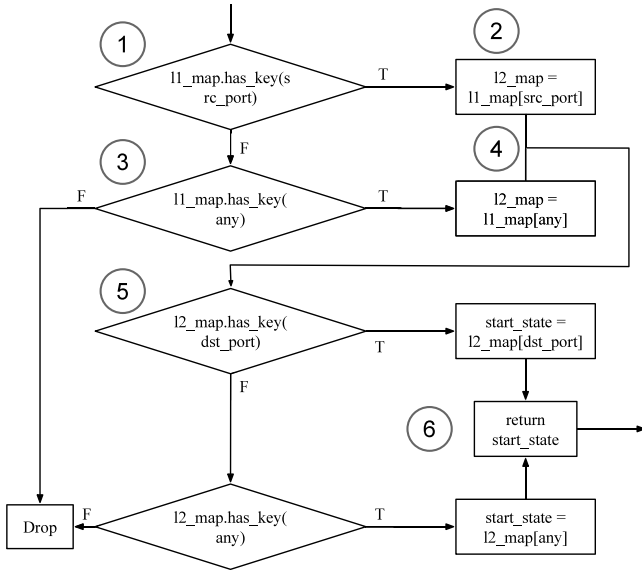 1
2
l1_map.has_key(s
rc_port)
T
l2_map =
l1_map[src_port]
F
3
4
l1_map.has_key(
any)
F
T
l2_map =
l1_map[any]
5
l2_map.has_key(
dst_port)
T
start_state =
l2_map[dst_port]
F
6
return
start_state
Drop
F
l2_map.has_key(
any)
T
start_state =
l2_map[any]